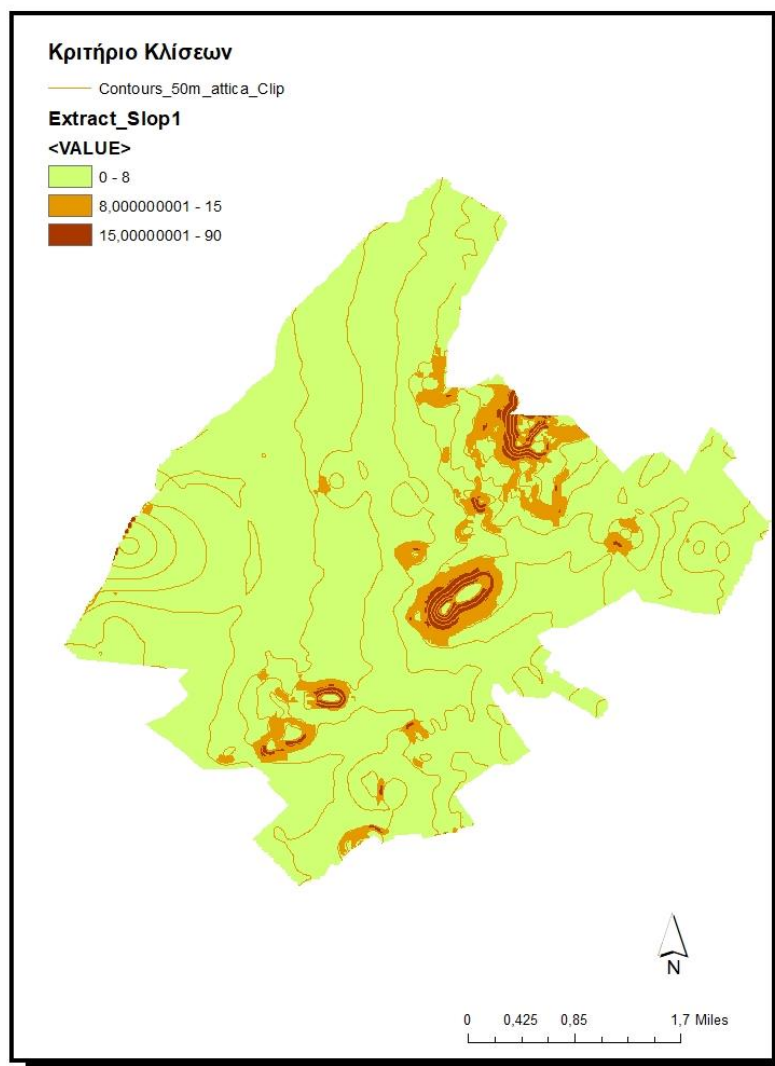 Κριτήριο Κλίσεων
Contours_50m_attica_Clip
Extract_Slop1
<VALUE>
0 - 8
8,000000001 - 15
15,00000001 - 90
N
0 0,425 0,85 1,7 Miles